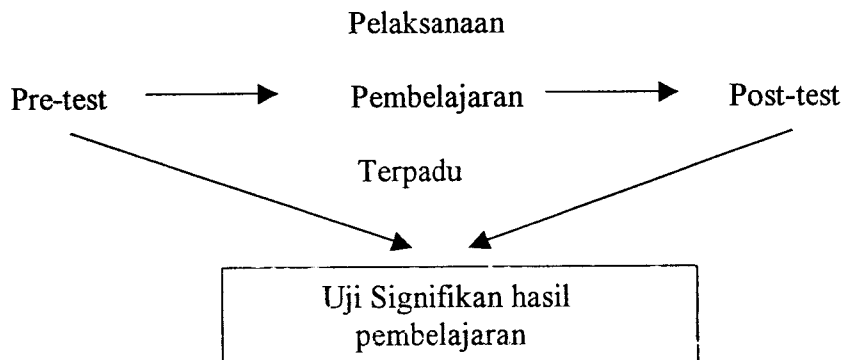 Pelaksanaan
Pre-test Pembelajaran Post-test
Terpadu
Uji Signifikan hasil
pembelajaran